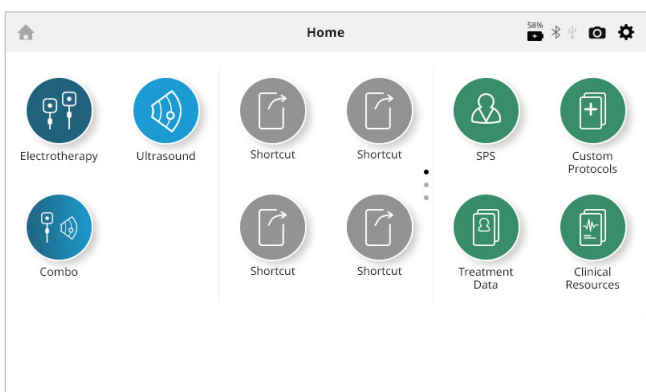 Home
58%
Electrotherapy
Ultrasound
Shortcut
Shortcut
SPS
Custom
Protocols
Combo
Shortcut
Shortcut
Treatment
Data
Clinical
Resources